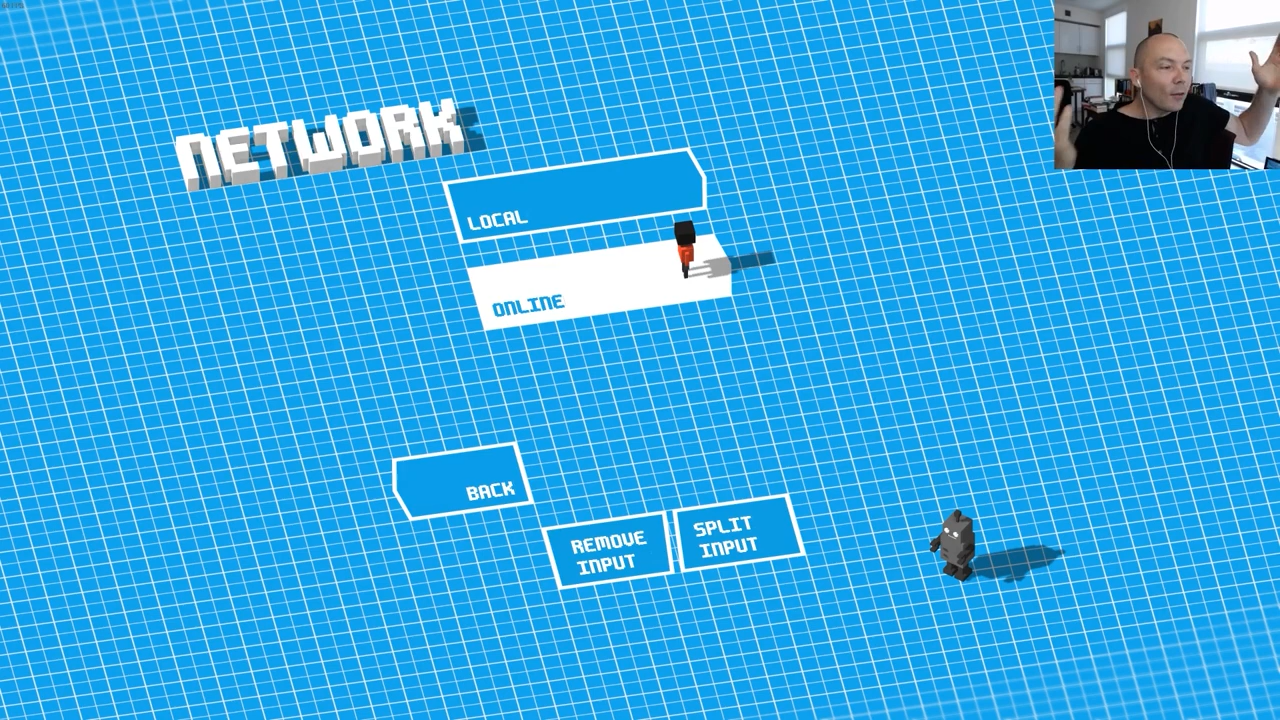 NETWORK
LOCAL
ONLINE
BACK
REMOVE
INPUT
SPLIT
INPUT